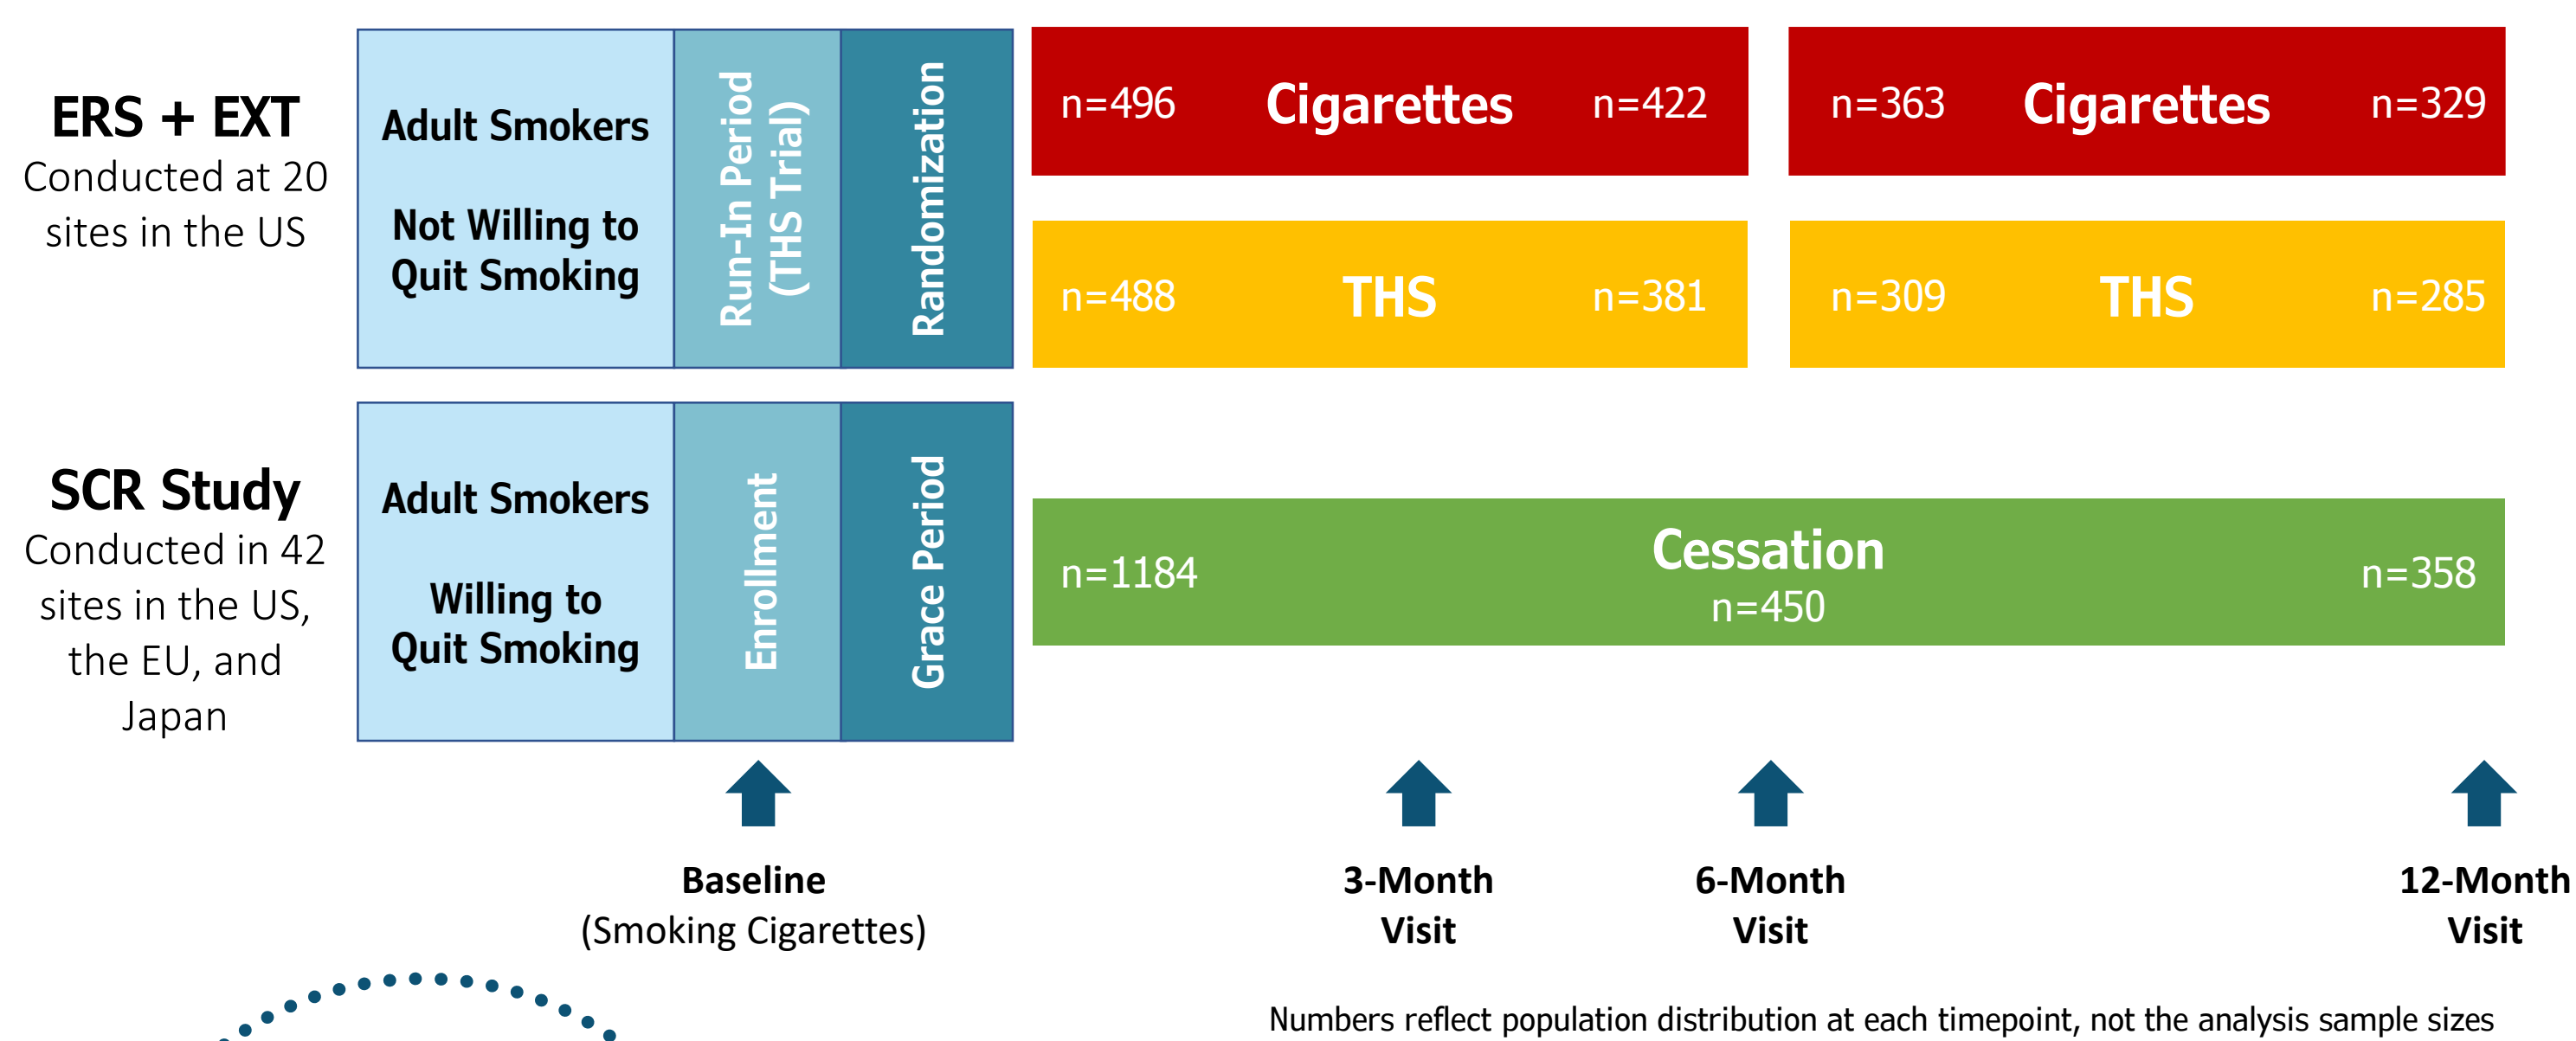 ERS + EXT
Conducted at 20
sites in the US
Adult Smokers
Not Willing to
Quit Smoking
Run-In Period
(THS Trial)
Randomization
n=496 Cigarettes n=422
n=363 Cigarettes n=329
n=488 THS n=381
n=309 THS n=285
SCR Study
Conducted in 42
sites in the US,
the EU, and
Japan
Adult Smokers
Willing to
Quit Smoking
Enrollment
Grace Period
n=1184 Cessation n=358
n=450
Baseline
(Smoking Cigarettes)
3-Month
Visit
6-Month
Visit
12-Month
Visit
Numbers reflect population distribution at each timepoint, not the analysis sample sizes